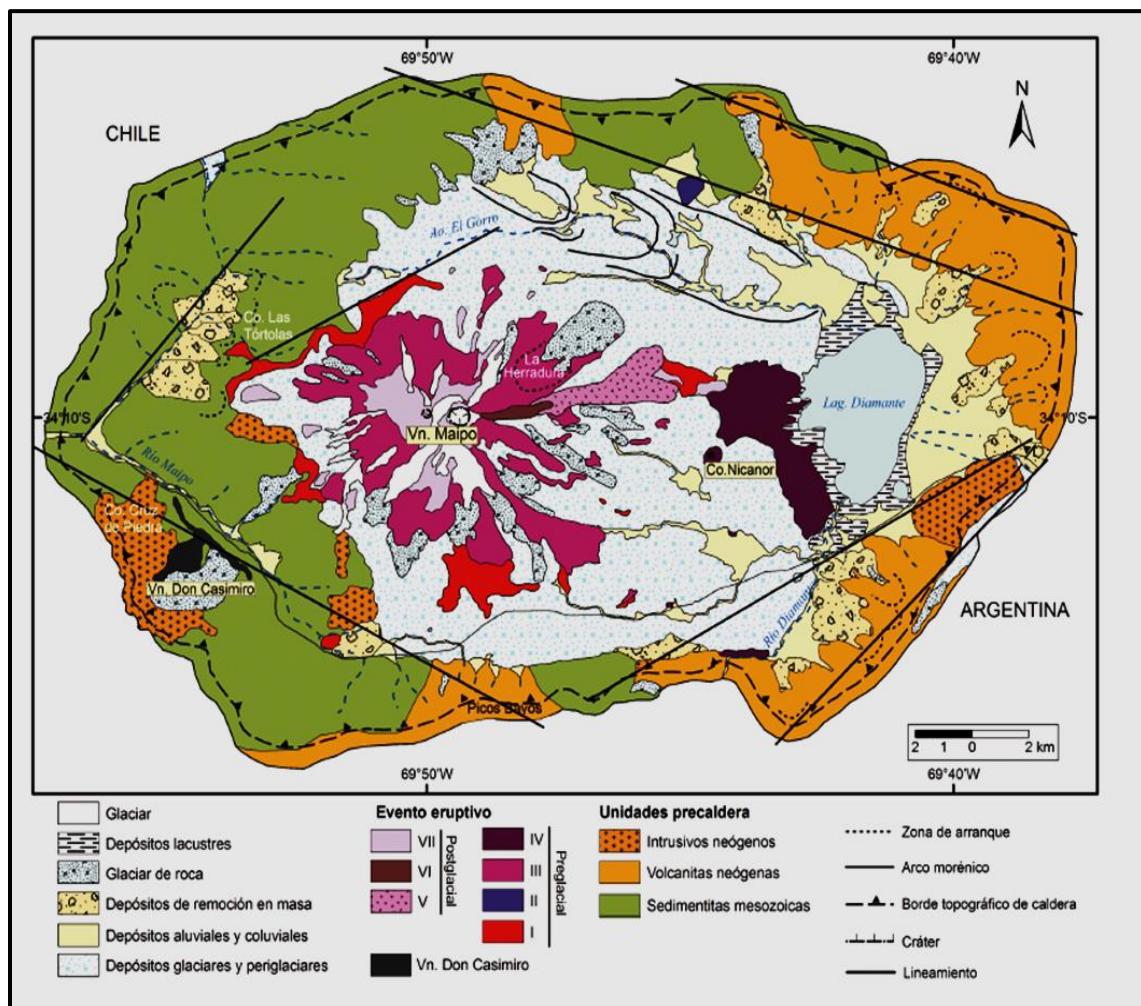 69°50'W
69°40'W
N
CHILE
Ao. El Gorro
Co. Las
Tórtolas
La
Herradura
34°10'S
34°10'S
Vn. Maipo
Lag. Diamante
Río Maipo
Co.Nicanor
Co. Cruz
de Piedra
Vn. Don Casimiro
Río Diamante
ARGENTINA
Picos Bayos
2 1 0 2 km
69°50'W
69°40'W
Glaciar
Depósitos lacustres
Glaciar de roca
Depósitos de remoción en masa
Depósitos aluviales y coluviales
Depósitos glaciares y periglaciares
Evento eruptivo
VII
VI
V
Postglacial
IV
III
II
I
Preglacial
Vn. Don Casimiro
Unidades precaldera
Intrusivos neógenos
Volcanitas neógenas
Sedimentitas mesozoicas
Zona de arranque
Arco morénico
Borde topográfico de caldera
Cráter
Lineamiento